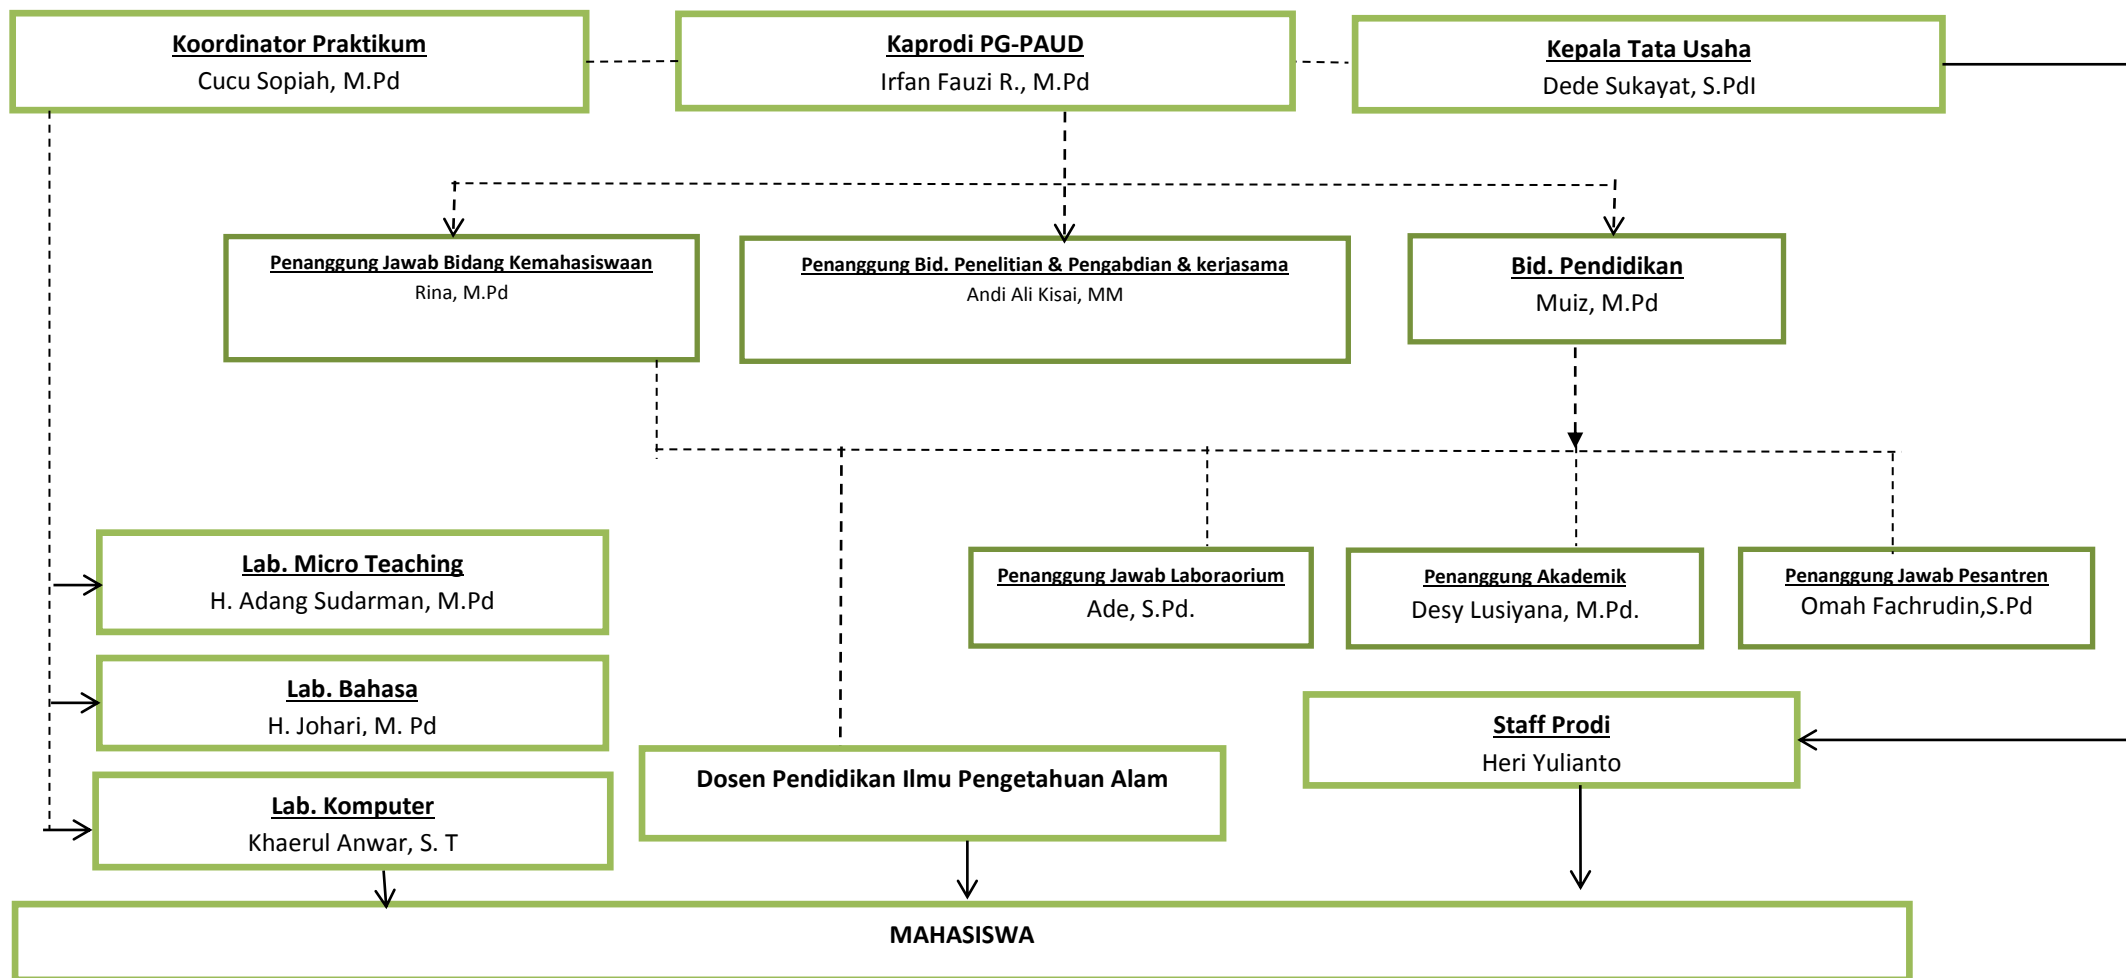 Koordinator Praktikum
Cucu Sopiah, M.Pd
Kaprodi PG-PAUD
Irfan Fauzi R., M.Pd
Kepala Tata Usaha
Dede Sukayat, S.PdI
Penanggung Jawab Bidang Kemahasiswaan
Rina, M.Pd
Penanggung Bid. Penelitian & Pengabdian & kerjasama
Andi Ali Kisai, MM
Bid. Pendidikan
Muiz, M.Pd
Lab. Micro Teaching
H. Adang Sudarman, M.Pd
Penanggung Jawab Laboraorium
Ade, S.Pd.
Penanggung Akademik
Desy Lusiyana, M.Pd.
Penanggung Jawab Pesantren
Omah Fachrudin,S.Pd
Lab. Bahasa
H. Johari, M. Pd
Staff Prodi
Heri Yulianto
Dosen Pendidikan Ilmu Pengetahuan Alam
Lab. Komputer
Khaerul Anwar, S. T
MAHASISWA